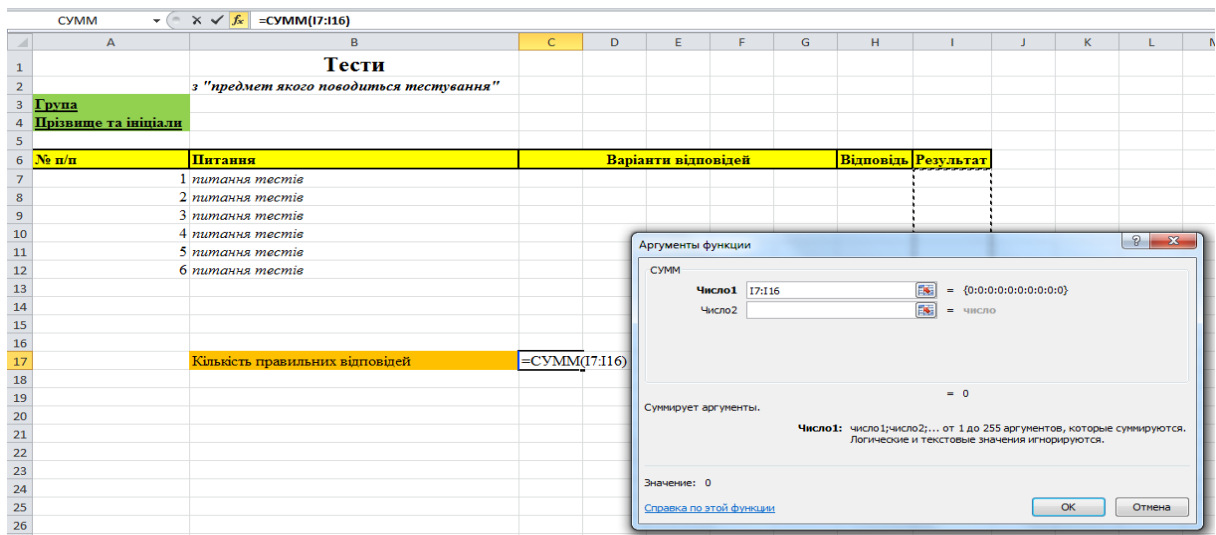 СУММ fx =СУММ(I7:I16)
A B C D E F G H I J K L
1 Тести
2 з "предмет якого поводиться тестування"
3 Група
4 Прізвище та ініціали
5
6 № п/п Питання Варіанти відповідей Відповідь Результат
7 1 питання тестів
8 2 питання тестів
9 3 питання тестів
10 4 питання тестів
11 5 питання тестів
12 6 питання тестів
13
14
15
16
17 Кількість правильних відповідей =СУММ(I7:I16)
18
19
20
21
22
23
24
25
26
Аргументы функции
СУММ
Число1 I7:I16 = {0:0:0:0:0:0:0:0:0:0}
Число2 = число
= 0
Суммирует аргументы.
Число1: число1;число2;... от 1 до 255 аргументов, которые суммируются.
Логические и текстовые значения игнорируются.
Значение: 0
Справка по этой функции OK Отмена